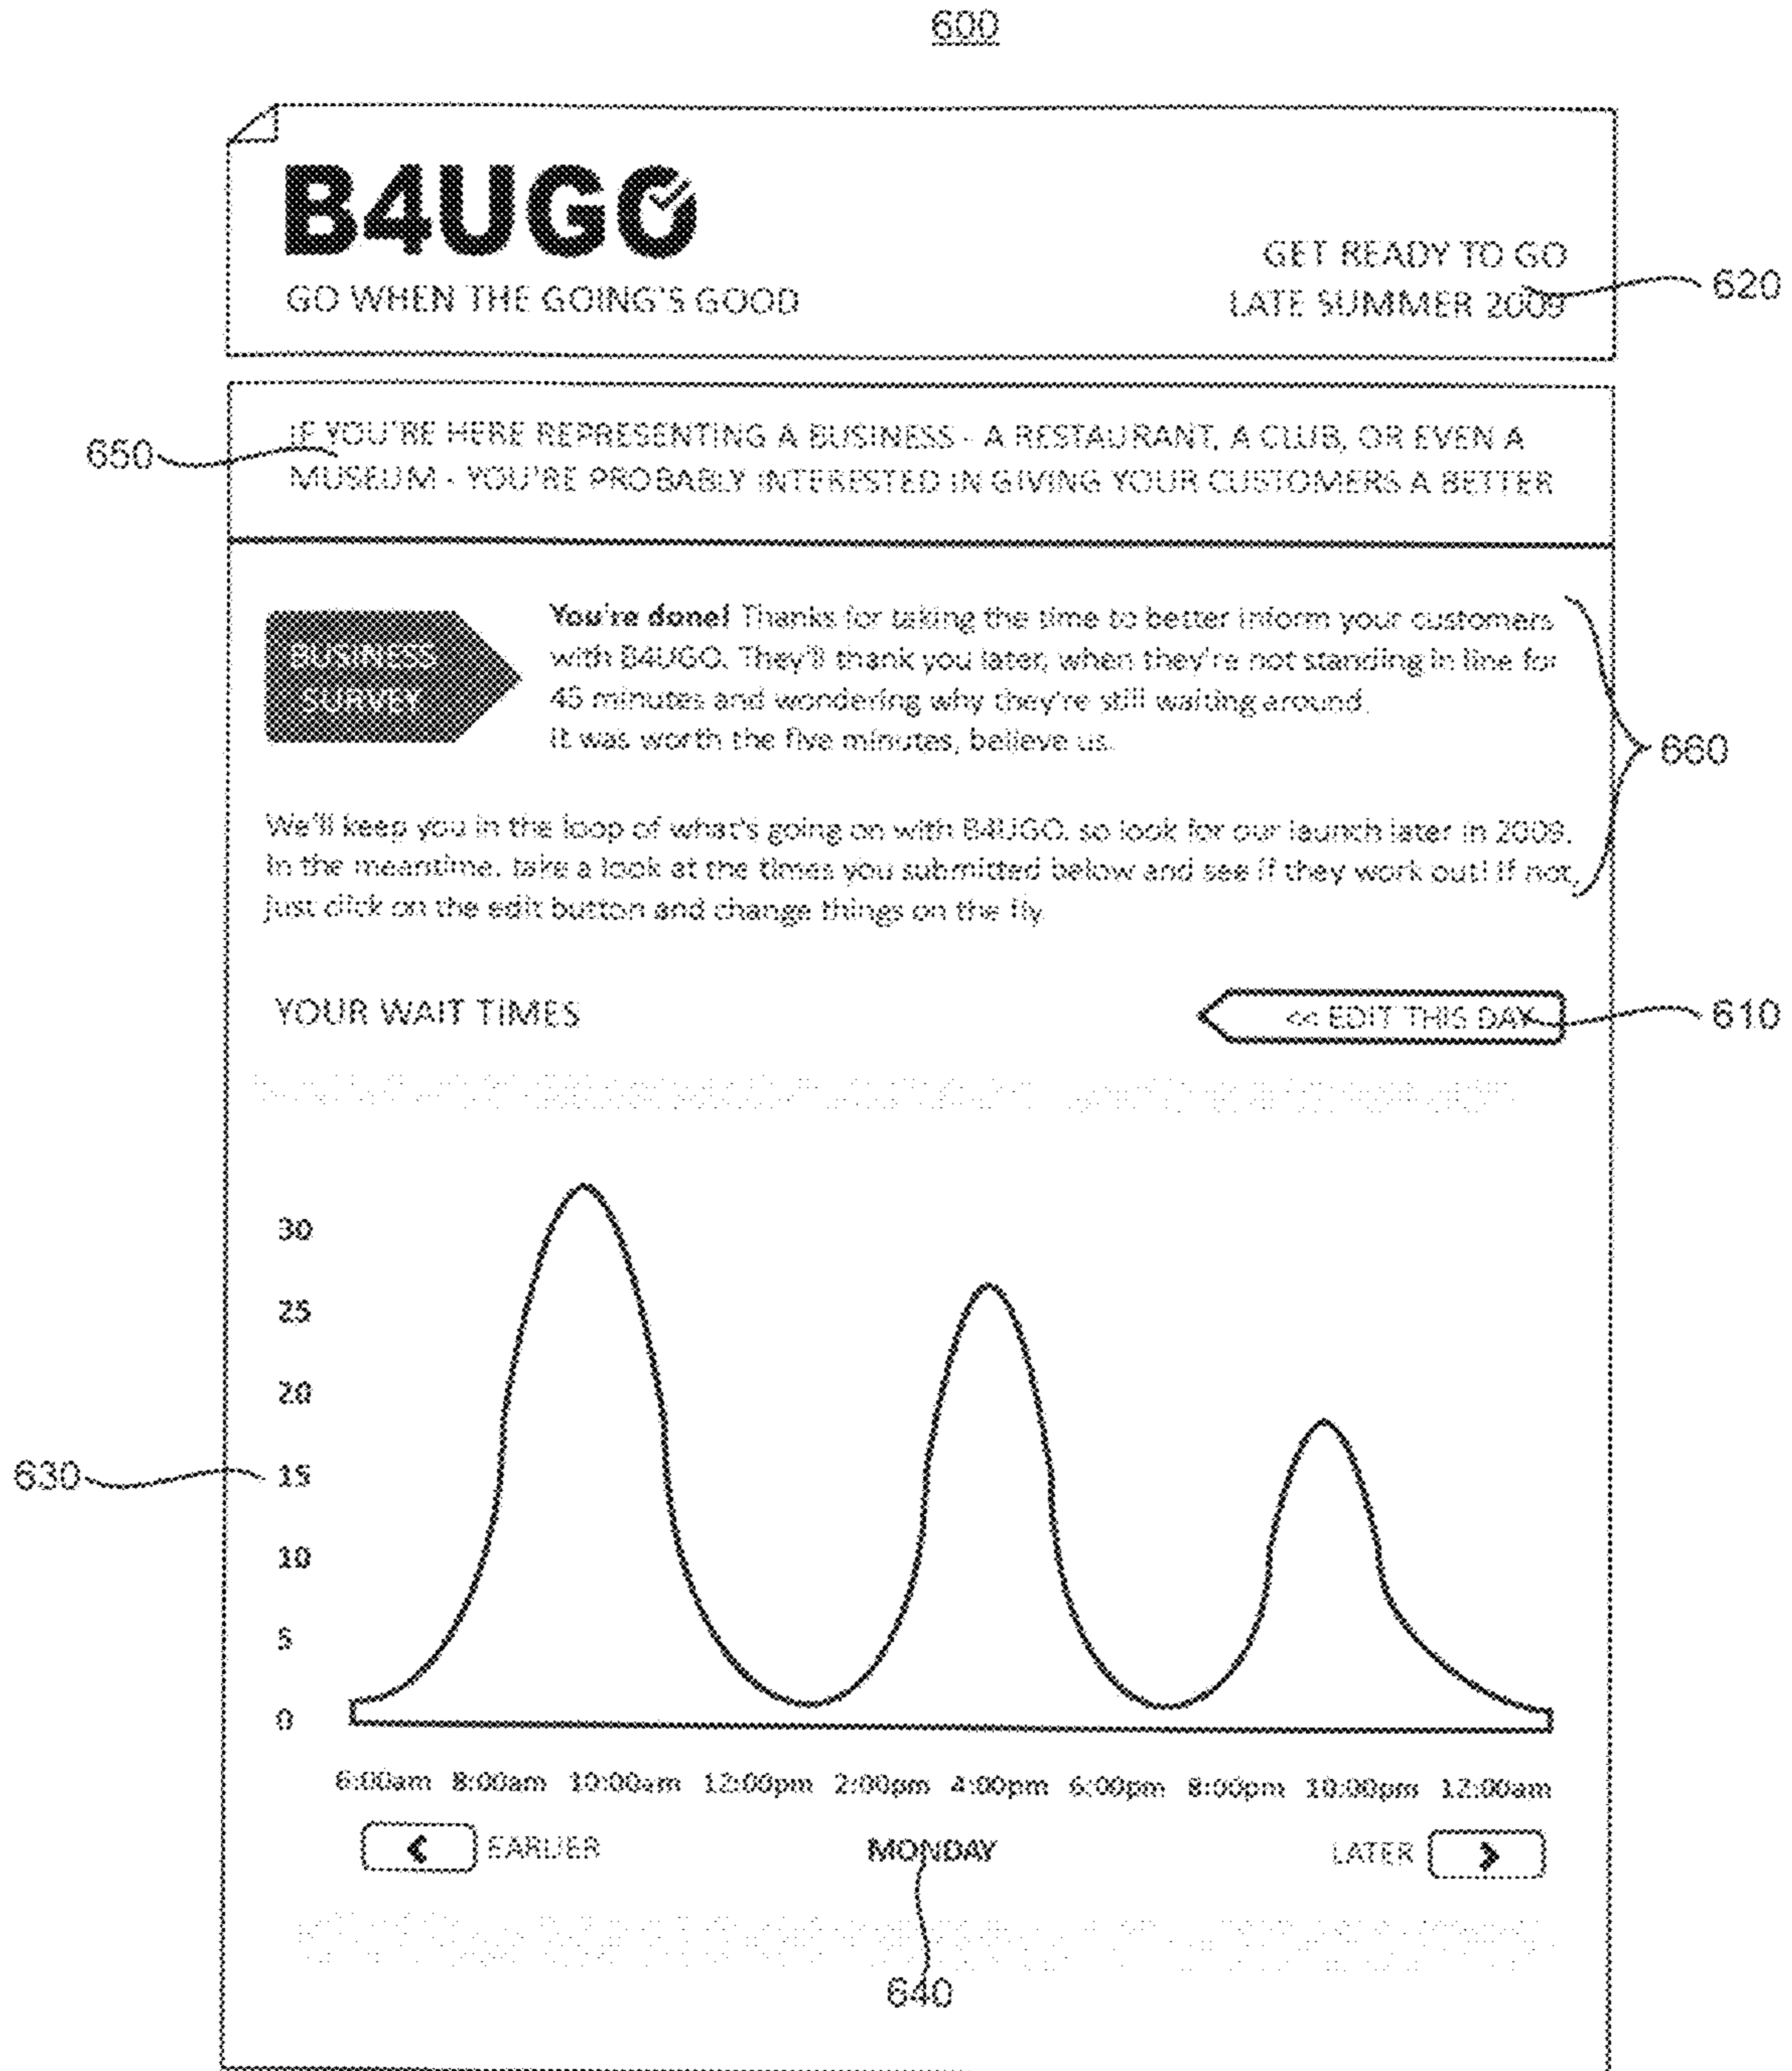 600
B4UGO
GO WHEN THE GOING'S GOOD
GET READY TO GO
LATE SUMMER 2009
620
650
IF YOU'RE HERE REPRESENTING A BUSINESS - A RESTAURANT, A CLUB, OR EVEN A
MUSEUM - YOU'RE PROBABLY INTERESTED IN GIVING YOUR CUSTOMERS A BETTER
BUSINESS
SURVEY
You're done! Thanks for taking the time to better inform your customers
with B4UGO. They'll thank you later, when they're not standing in line for
45 minutes and wondering why they're still waiting around.
It was worth the five minutes, believe us.
660
We'll keep you in the loop of what's going on with B4UGO. so look for our launch later in 2009.
In the meantime. take a look at the times you submitted below and see if they work out! If not,
just click on the edit button and change things on the fly.
YOUR WAIT TIMES
<< EDIT THIS DAY
610
30
25
20
630
15
10
5
0
6:00am 8:00am 10:00am 12:00pm 2:00pm 4:00pm 6:00pm 8:00pm 10:00pm 12:00am
< EARLIER
MONDAY
LATER >
640